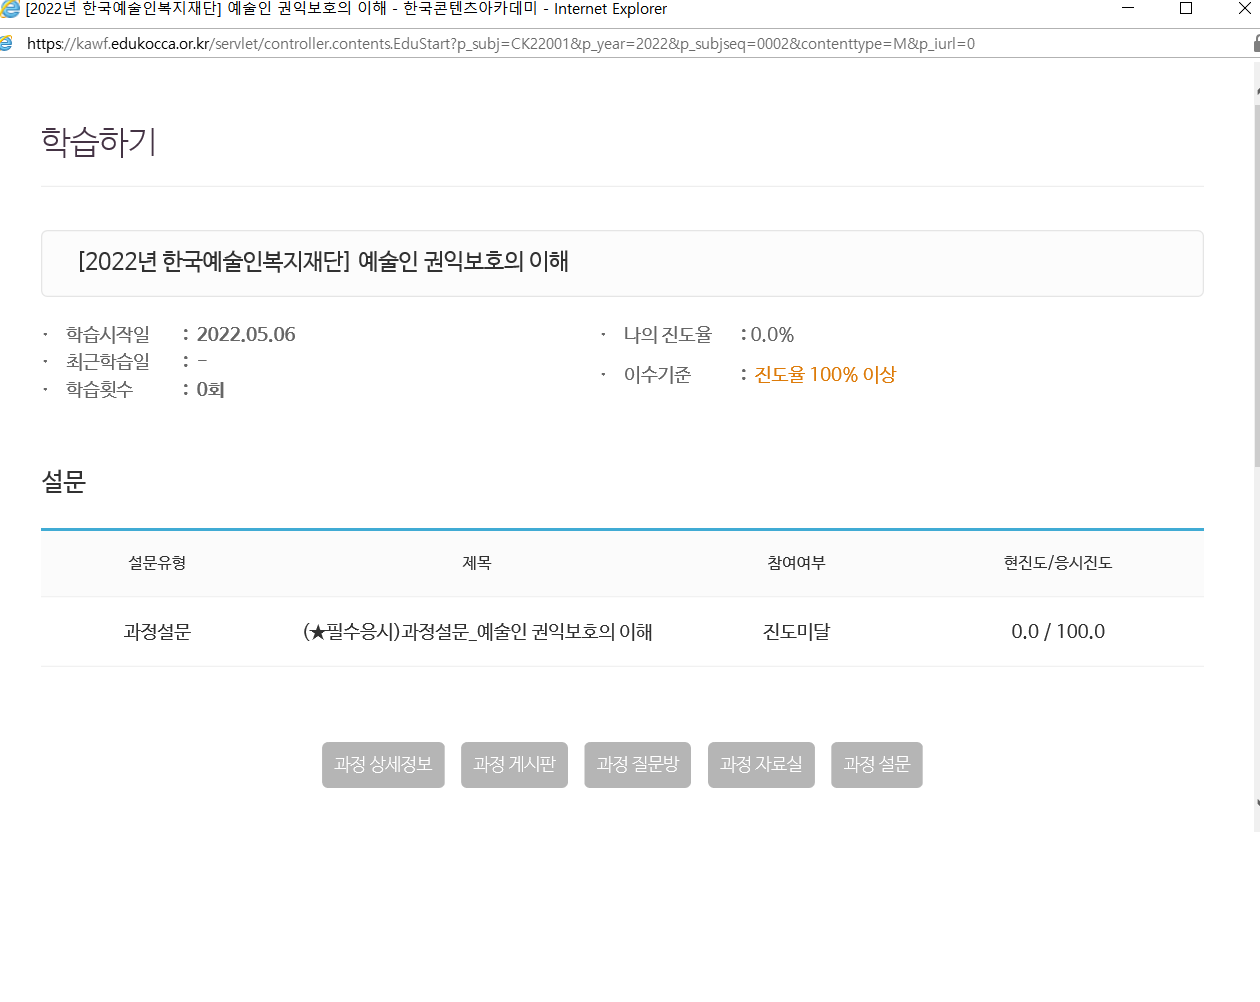 [2022년 한국예술인복지재단] 예술인 권익보호의 이해 - 한국콘텐츠아카데미 - Internet Explorer
https://kawf.edukocca.or.kr/servlet/controller.contents.EduStart?p_subj=CK22001&p_year=2022&p_subjseq=0002&contenttype=M&p_iurl=0
학습하기
[2022년 한국예술인복지재단] 예술인 권익보호의 이해
· 학습시작일 : 2022.05.06
· 최근학습일 : -
· 학습횟수 : 0회
· 나의 진도율 : 0.0%
· 이수기준 : 진도율 100% 이상
설문
설문유형 제목 참여여부 현진도/응시진도
과정설문 (★필수응시)과정설문_예술인 권익보호의 이해 진도미달 0.0 / 100.0
과정 상세정보 과정 게시판 과정 질문방 과정 자료실 과정 설문